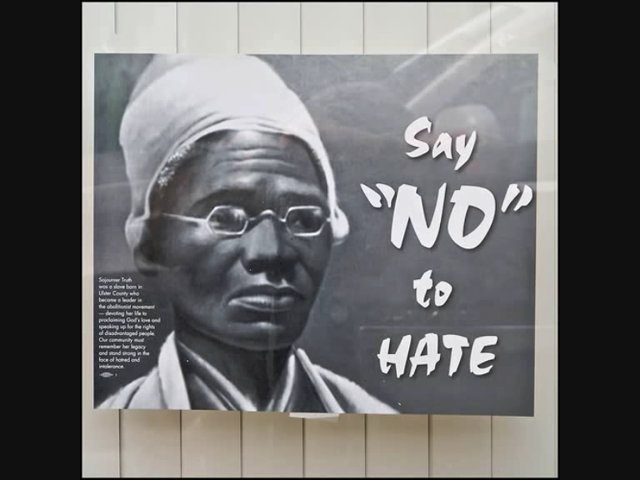 Say
"NO"
to
HATE
Sojourner Truth
was a slave born in
Ulster County who
became a leader in
the abolitionist movement
— devoting her life to
proclaiming God's love and
speaking up for the rights
of disadvantaged people.
Our community must
remember her legacy
and stand strong in the
face of hatred and
intolerance.